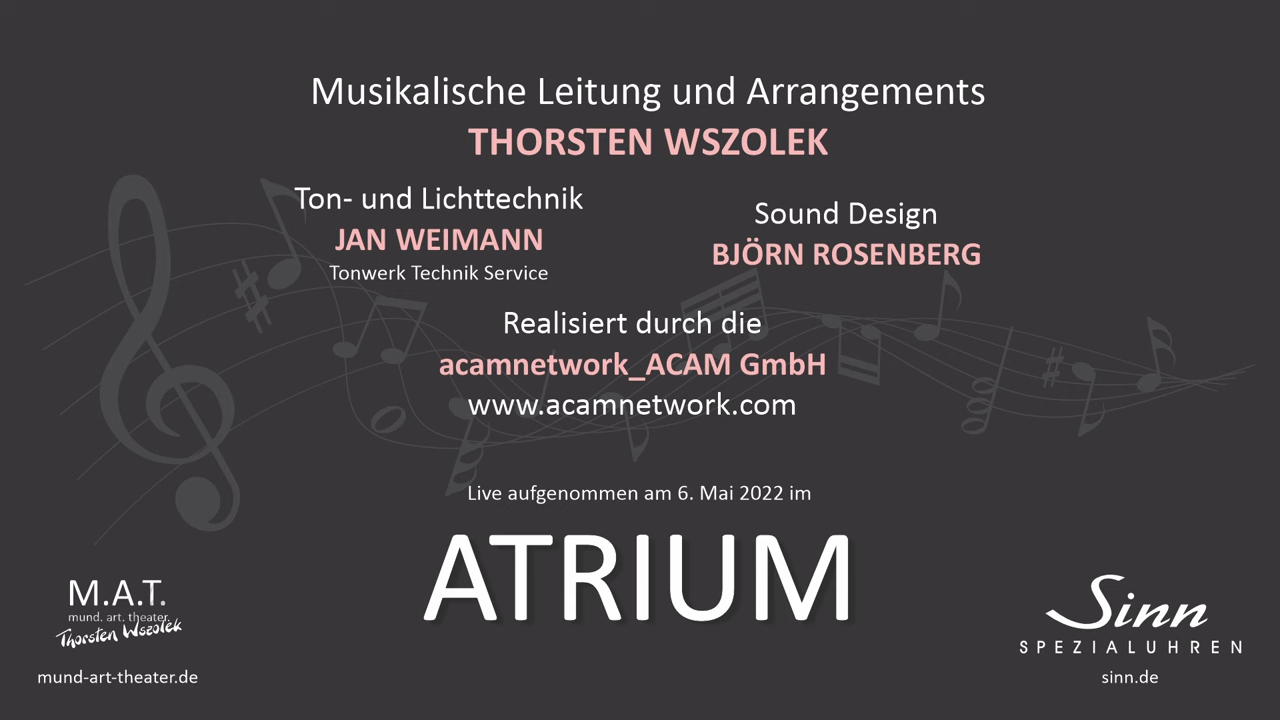 Musikalische Leitung und Arrangements
THORSTEN WSZOLEK
Ton- und Lichttechnik
JAN WEIMANN
Tonwerk Technik Service
Sound Design
BJÖRN ROSENBERG
Realisiert durch die
acamnetwork_ACAM GmbH
www.acamnetwork.com
Live aufgenommen am 6. Mai 2022 im
ATRIUM
M.A.T.
mund. art. theater.
Thorsten Wszolek
mund-art-theater.de
Sinn
SPEZIALUHREN
sinn.de